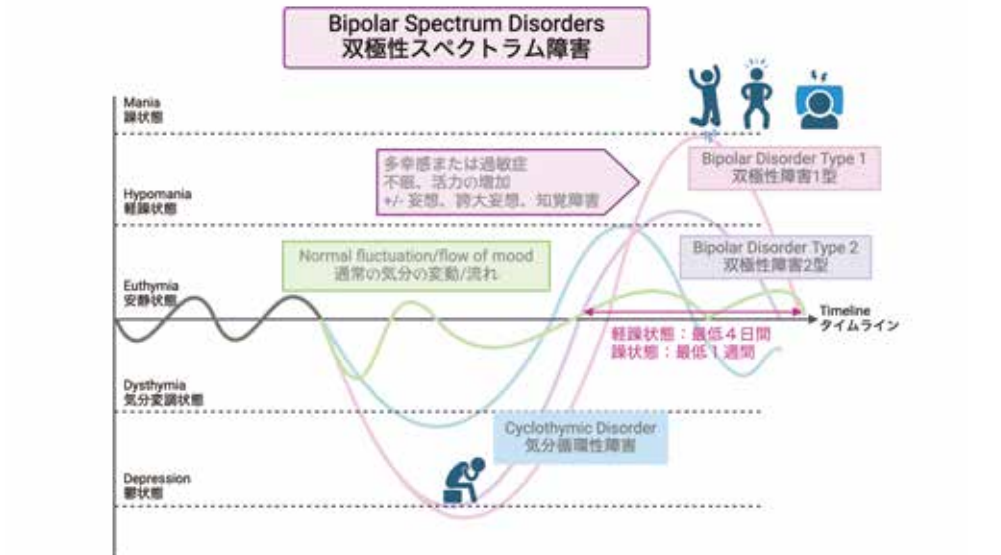 Bipolar Spectrum Disorders
双極性スペクトラム障害
Mania
躁状態
多幸感または過敏症
不眠、活力の増加
+/- 妄想、誇大妄想、知覚障害
Bipolar Disorder Type 1
双極性障害1型
Hypomania
軽躁状態
Normal fluctuation/flow of mood
通常の気分の変動/流れ
Bipolar Disorder Type 2
双極性障害2型
Euthymia
安静状態
Timeline
タイムライン
軽躁状態：最低４日間
躁状態：最低１週間
Dysthymia
気分変調状態
Cyclothymic Disorder
気分循環性障害
Depression
鬱状態